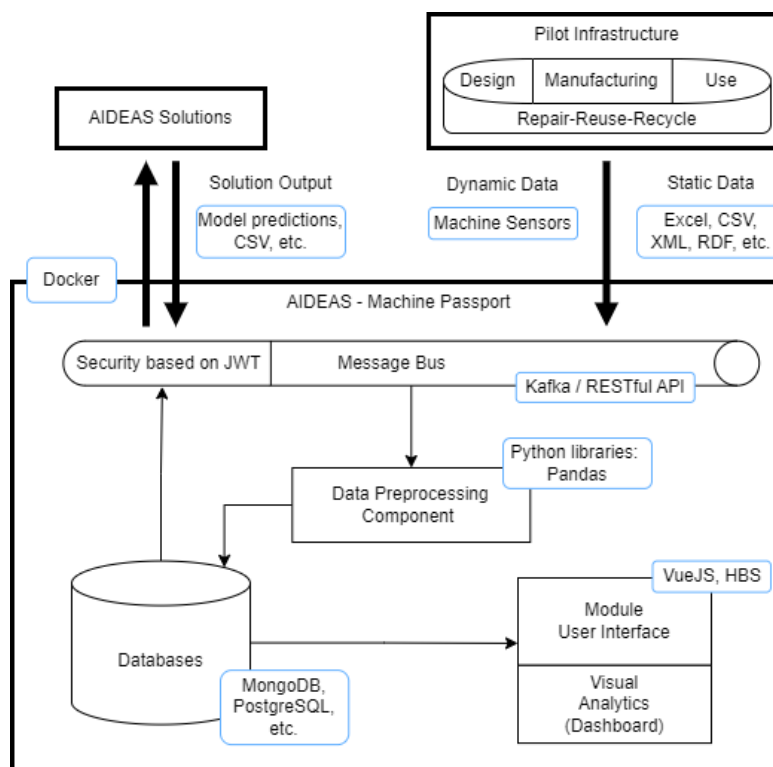 Pilot Infrastructure
Design
Manufacturing
Use
Repair-Reuse-Recycle
AIDEAS Solutions
Solution Output
Model predictions,
CSV, etc.
Dynamic Data
Machine Sensors
Static Data
Excel, CSV,
XML, RDF, etc.
Docker
AIDEAS - Machine Passport
Security based on JWT
Message Bus
Kafka / RESTful API
Python libraries:
Pandas
Data Preprocessing
Component
VueJS, HBS
Module
User Interface
Databases
MongoDB,
PostgreSQL,
etc.
Visual
Analytics
(Dashboard)